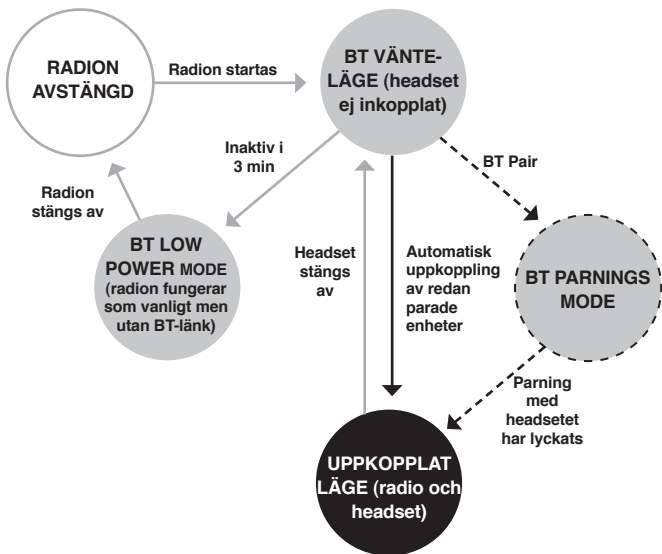 RADION
AVSTÄNGD
Radion startas
BT VÄNTE-
LÄGE (headset
ej inkopplat)
Inaktiv i
3 min
BT Pair
Radion
stängs av
BT LOW
POWER MODE
(radion fungerar
som vanligt men
utan BT-länk)
Headset
stängs
av
Automatisk
uppkoppling
av redan
parade
enheter
BT PARNINGS
MODE
Parning
med
headsetet
har lyckats
UPPKOPPLAT
LÄGE (radio och
headset)